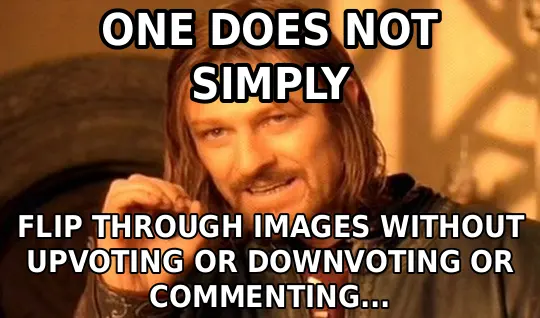 ONE DOES NOT
SIMPLY
FLIP THROUGH IMAGES WITHOUT
UPVOTING OR DOWNVOTING OR
COMMENTING...